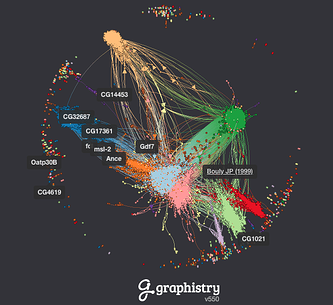 CG14453
CG32687
CG17361
msl-2
Gdf7
Ance
Oatp30B
Bouly JP (1999)
CG4619
CG1021
graphistry
v550